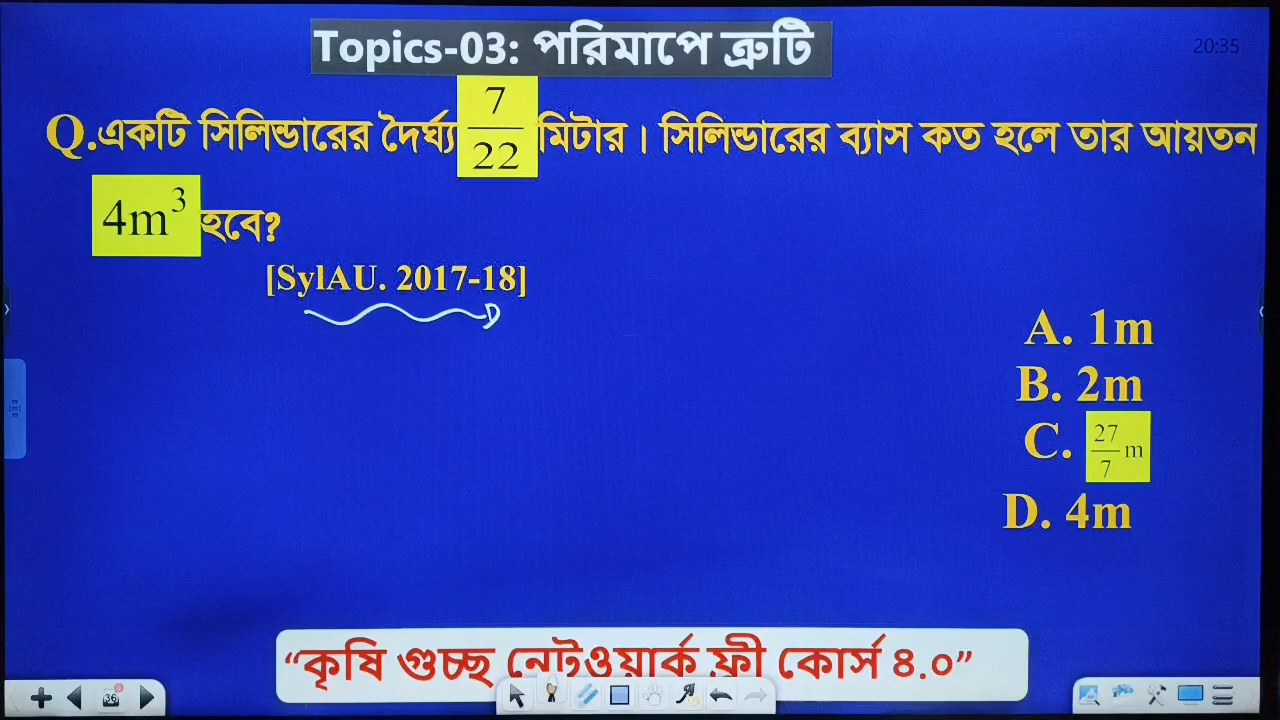 Topics-03: পরিমাপে ত্রুটি
20:35
Q.একটি সিলিন্ডারের দৈর্ঘ্য 7/22 মিটার। সিলিন্ডারের ব্যাস কত হলে তার আয়তন
4m³ হবে?
[SylAU. 2017-18]
A. 1m
B. 2m
C. 27/7 m
D. 4m
“কৃষি গুচ্ছ নেটওয়ার্ক ফ্রী কোর্স ৪.০”
36